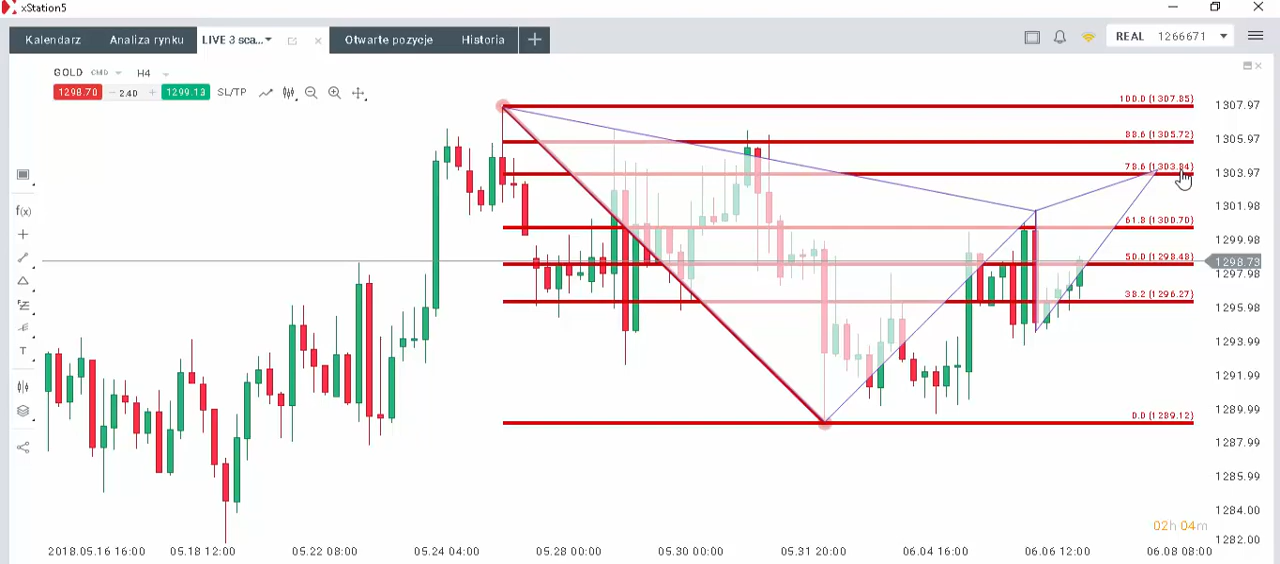 xStation5
Kalendarz Analiza rynku LIVE 3 sca... Otwarte pozycje Historia REAL 1266671
GOLD CMD H4
1298.70 2.40 1299.13 SL/TP
f(x)
T
100.0 (1307.85)
88.6 (1305.72)
78.6 (1303.84)
61.8 (1300.70)
50.0 (1298.48)
38.2 (1296.27)
0.0 (1289.12)
1307.97
1305.97
1303.97
1301.98
1299.98
1298.73
1297.98
1295.98
1293.99
1291.99
1289.99
1287.99
1285.99
1284.00
1282.00
02h 04m
2018.05.16 16:00 05.18 12:00 05.22 08:00 05.24 04:00 05.28 00:00 05.30 00:00 05.31 20:00 06.04 16:00 06.06 12:00 06.08 08:00